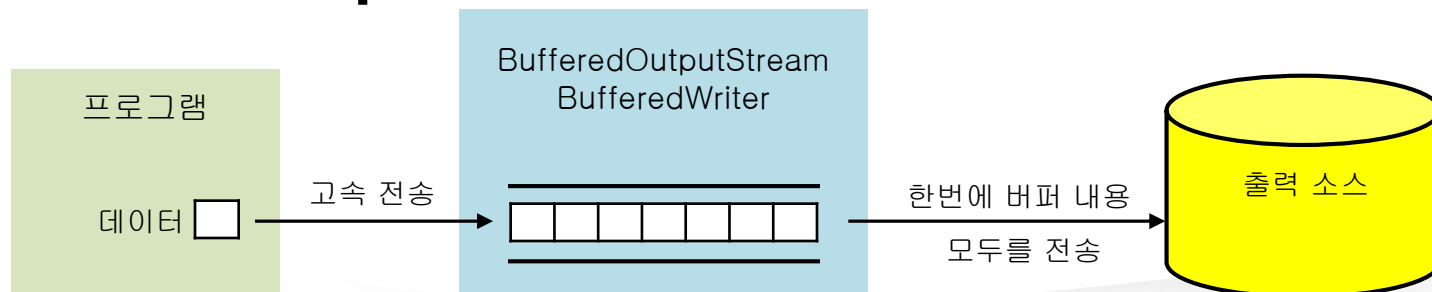 BufferedOutputStream
BufferedWriter
프로그램
데이터
고속 전송
한번에 버퍼 내용
모두를 전송
출력 소스